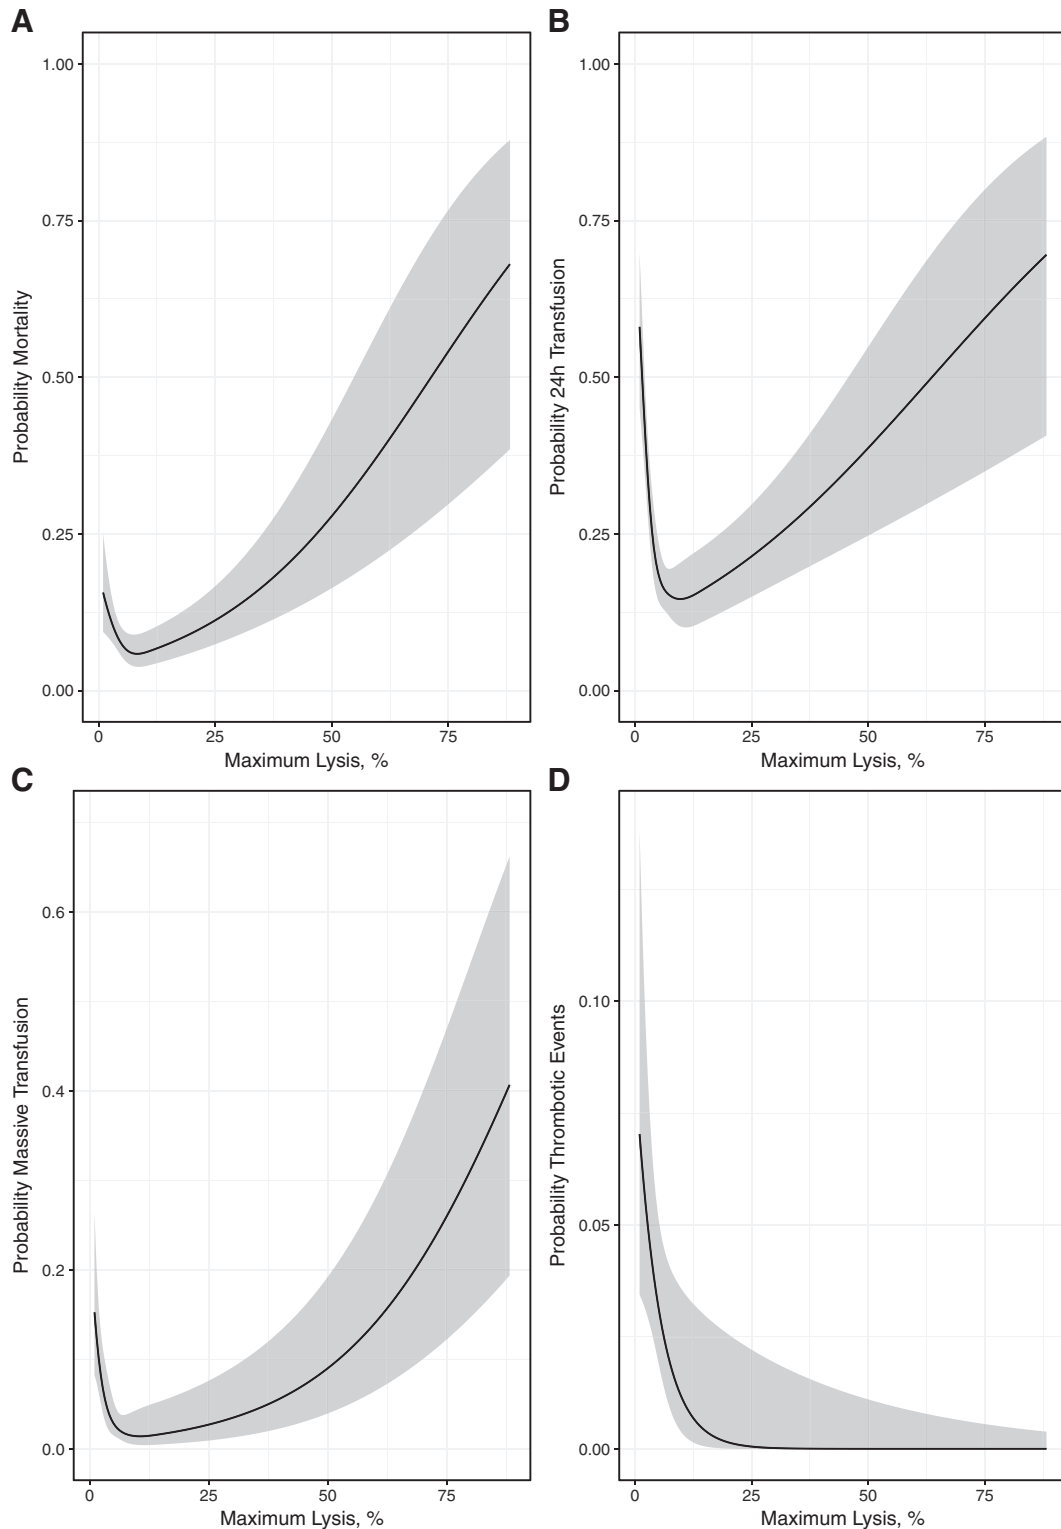 A
1.00
0.75
0.50
0.25
0.00
Probability Mortality
0 25 50 75
Maximum Lysis, %
B
1.00
0.75
0.50
0.25
0.00
Probability 24h Transfusion
0 25 50 75
Maximum Lysis, %
C
0.6
0.4
0.2
0.0
Probability Massive Transfusion
0 25 50 75
Maximum Lysis, %
D
0.10
0.05
0.00
Probability Thrombotic Events
0 25 50 75
Maximum Lysis, %